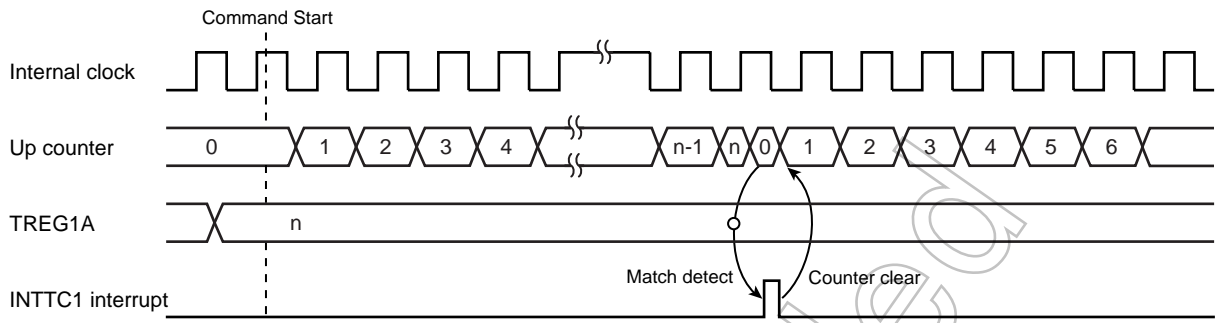 Command Start
Internal clock
Up counter 0 1 2 3 4 n-1 n 0 1 2 3 4 5 6
TREG1A n
Match detect Counter clear
INTTC1 interrupt